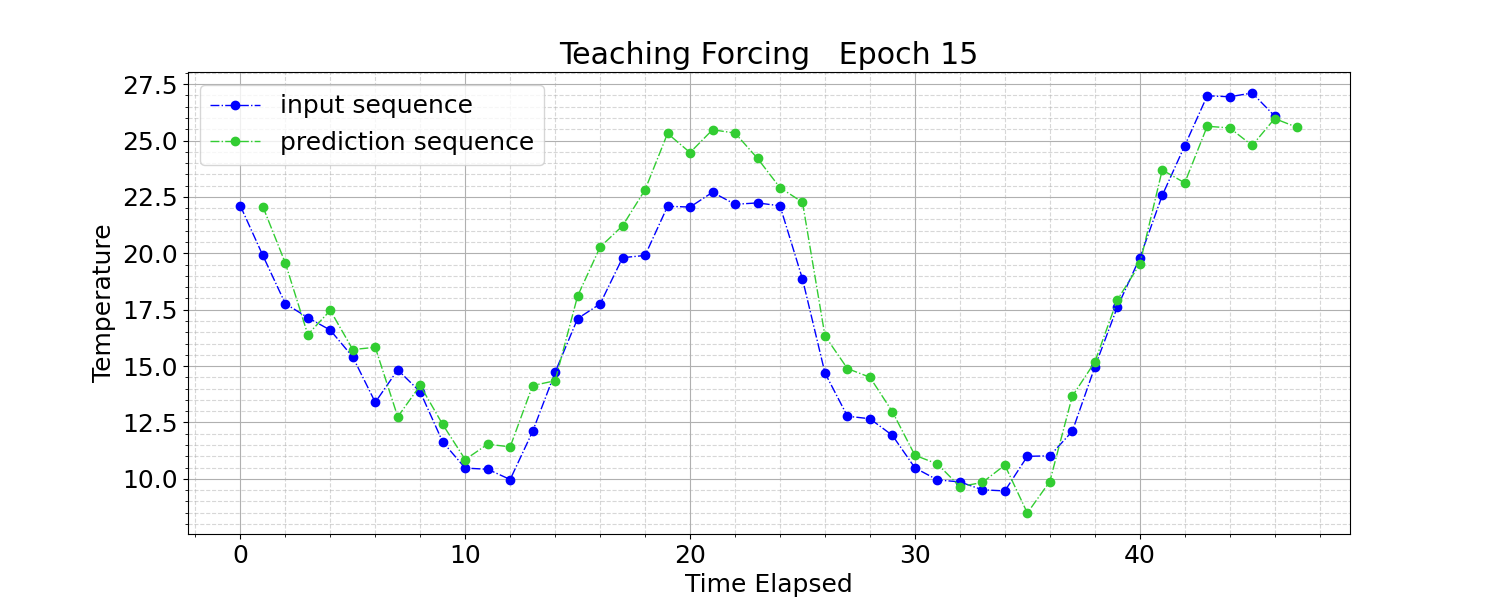 Teaching Forcing   Epoch 15
27.5
25.0
22.5
20.0
17.5
15.0
12.5
10.0
Temperature
input sequence
prediction sequence
0 10 20 30 40
Time Elapsed